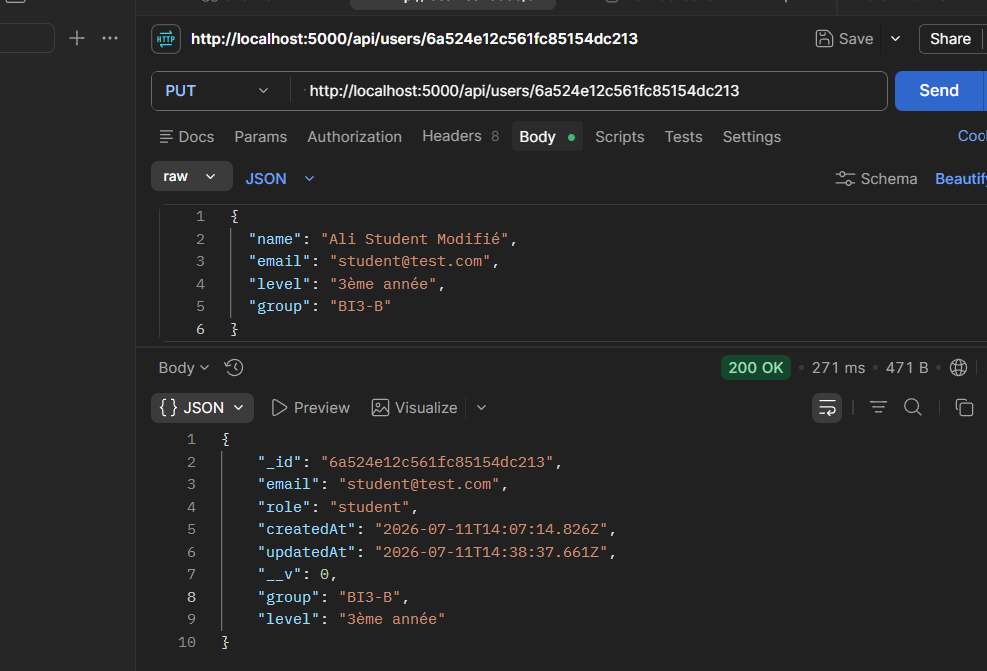 HTTP http://localhost:5000/api/users/6a524e12c561fc85154dc213 Save Share
PUT http://localhost:5000/api/users/6a524e12c561fc85154dc213 Send
Docs Params Authorization Headers 8 Body Scripts Tests Settings
raw JSON Schema Beautify
1 {
2 "name": "Ali Student Modifié",
3 "email": "student@test.com",
4 "level": "3ème année",
5 "group": "BI3-B"
6 }
Body 200 OK 271 ms 471 B
{} JSON Preview Visualize
1 {
2 "_id": "6a524e12c561fc85154dc213",
3 "email": "student@test.com",
4 "role": "student",
5 "createdAt": "2026-07-11T14:07:14.826Z",
6 "updatedAt": "2026-07-11T14:38:37.661Z",
7 "__v": 0,
8 "group": "BI3-B",
9 "level": "3ème année"
10 }